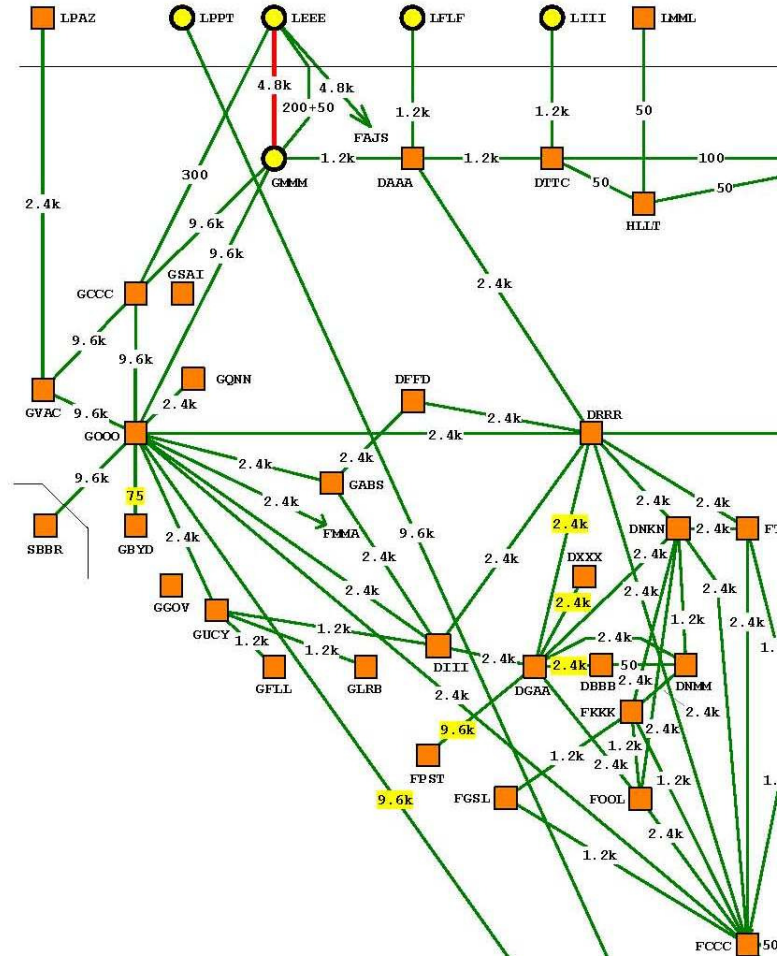 LPAZ
LPPT
LEEE
LFLF
LIII
LMML
4.8k
4.8k
200+50
1.2k
1.2k
50
FAJS
GMMM
1.2k
DAAA
1.2k
DTTC
100
300
50
50
HLLT
2.4k
9.6k
GSAI
9.6k
2.4k
GCCC
9.6k
9.6k
GQNN
DFFD
GVAC
9.6k
2.4k
2.4k
DRRR
GOOO
2.4k
2.4k
2.4k
GABS
9.6k
75
2.4k
2.4k
2.4k
2.4k
DNKN
2.4k
FT
SBBR
GBYD
2.4k
FMMA
9.6k
2.4k
2.4k
2.4k
DXXX
2.4k
GGOV
2.4k
2.4k
2.4k
2.4k
GUCY
1.2k
1.2k
1.2k
1.2k
2.4k
1.
GFLL
GLRB
DIII
2.4k
DGAA
2.4k
DBBB
50
DNMM
2.4k
2.4k
FKKK
2.4k
9.6k
2.4k
FPST
1.2k
1.2k
2.4k
1.2k
1.
9.6k
FGSL
FOOL
2.4k
1.2k
FCCC
50